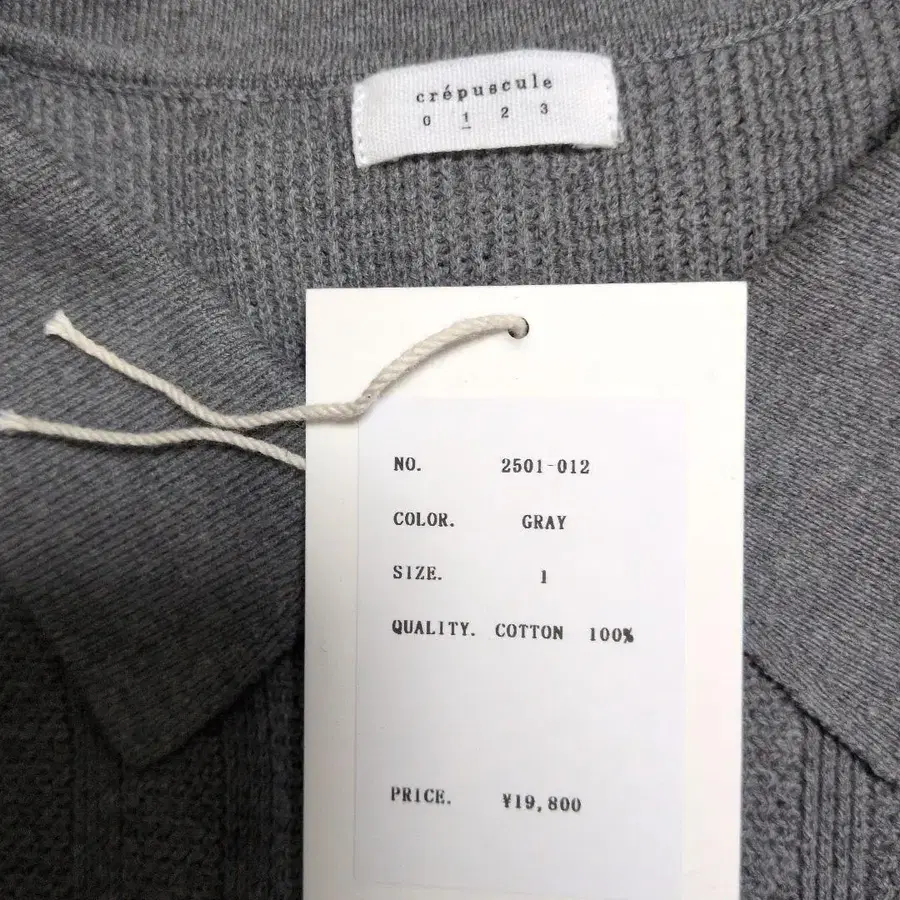 crépuscule
0 1 2 3
NO. 2501-012
COLOR. GRAY
SIZE. 1
QUALITY. COTTON 100%
PRICE. ¥19,800